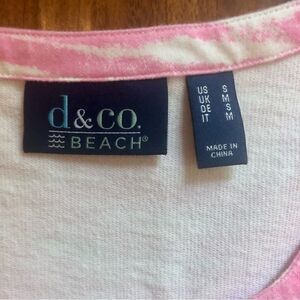 d&co.
BEACH®
US S
UK M
DE S
IT M
MADE IN
CHINA